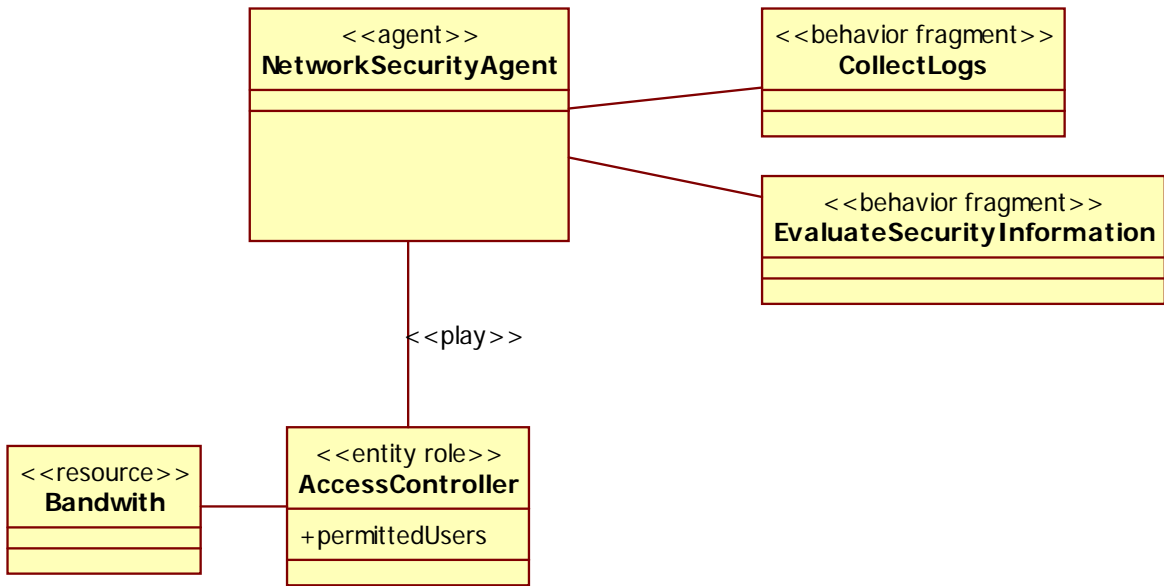 <<agent>>
NetworkSecurityAgent
<<behavior fragment>>
CollectLogs
<<behavior fragment>>
EvaluateSecurityInformation
<<play>>
<<entity role>>
AccessController
+permittedUsers
<<resource>>
Bandwith